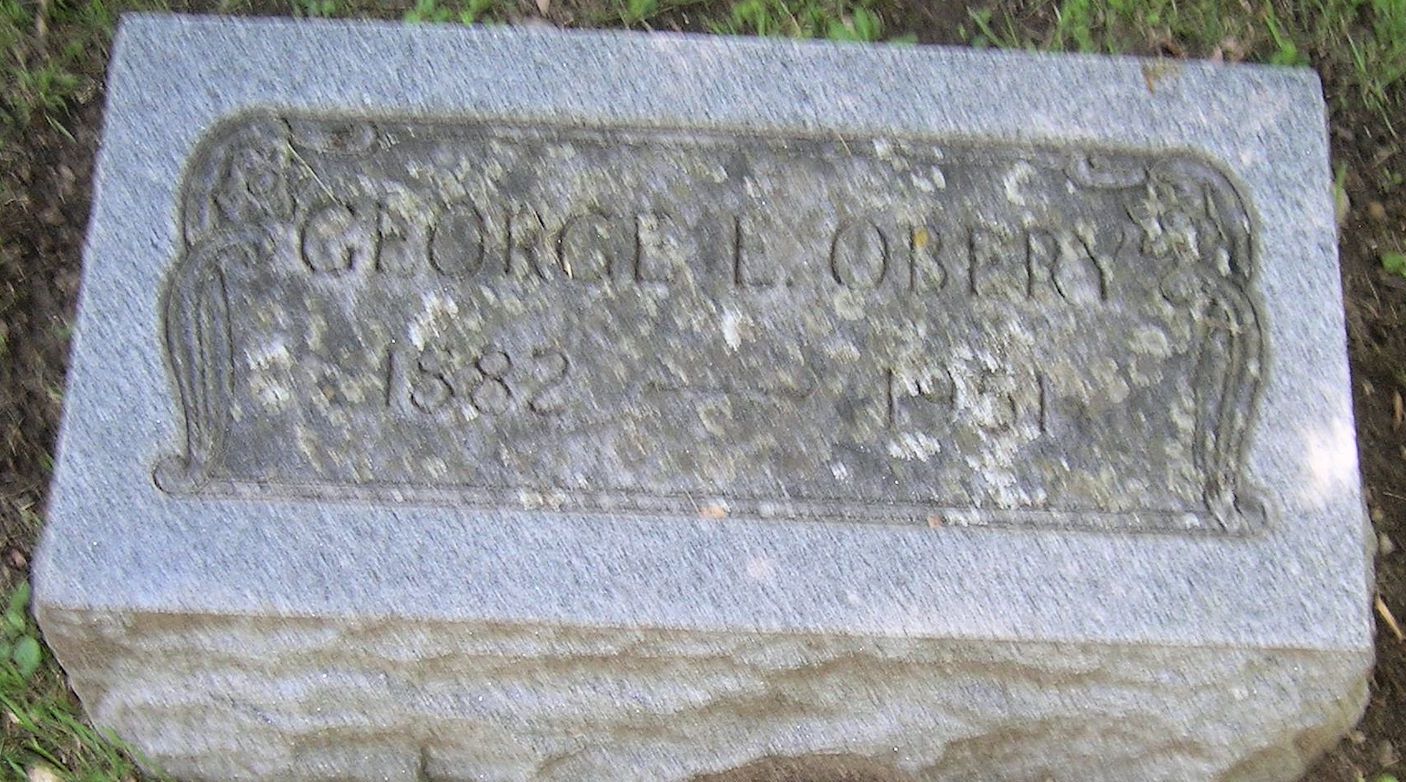 GEORGE L. OBERY
1882 — 1951